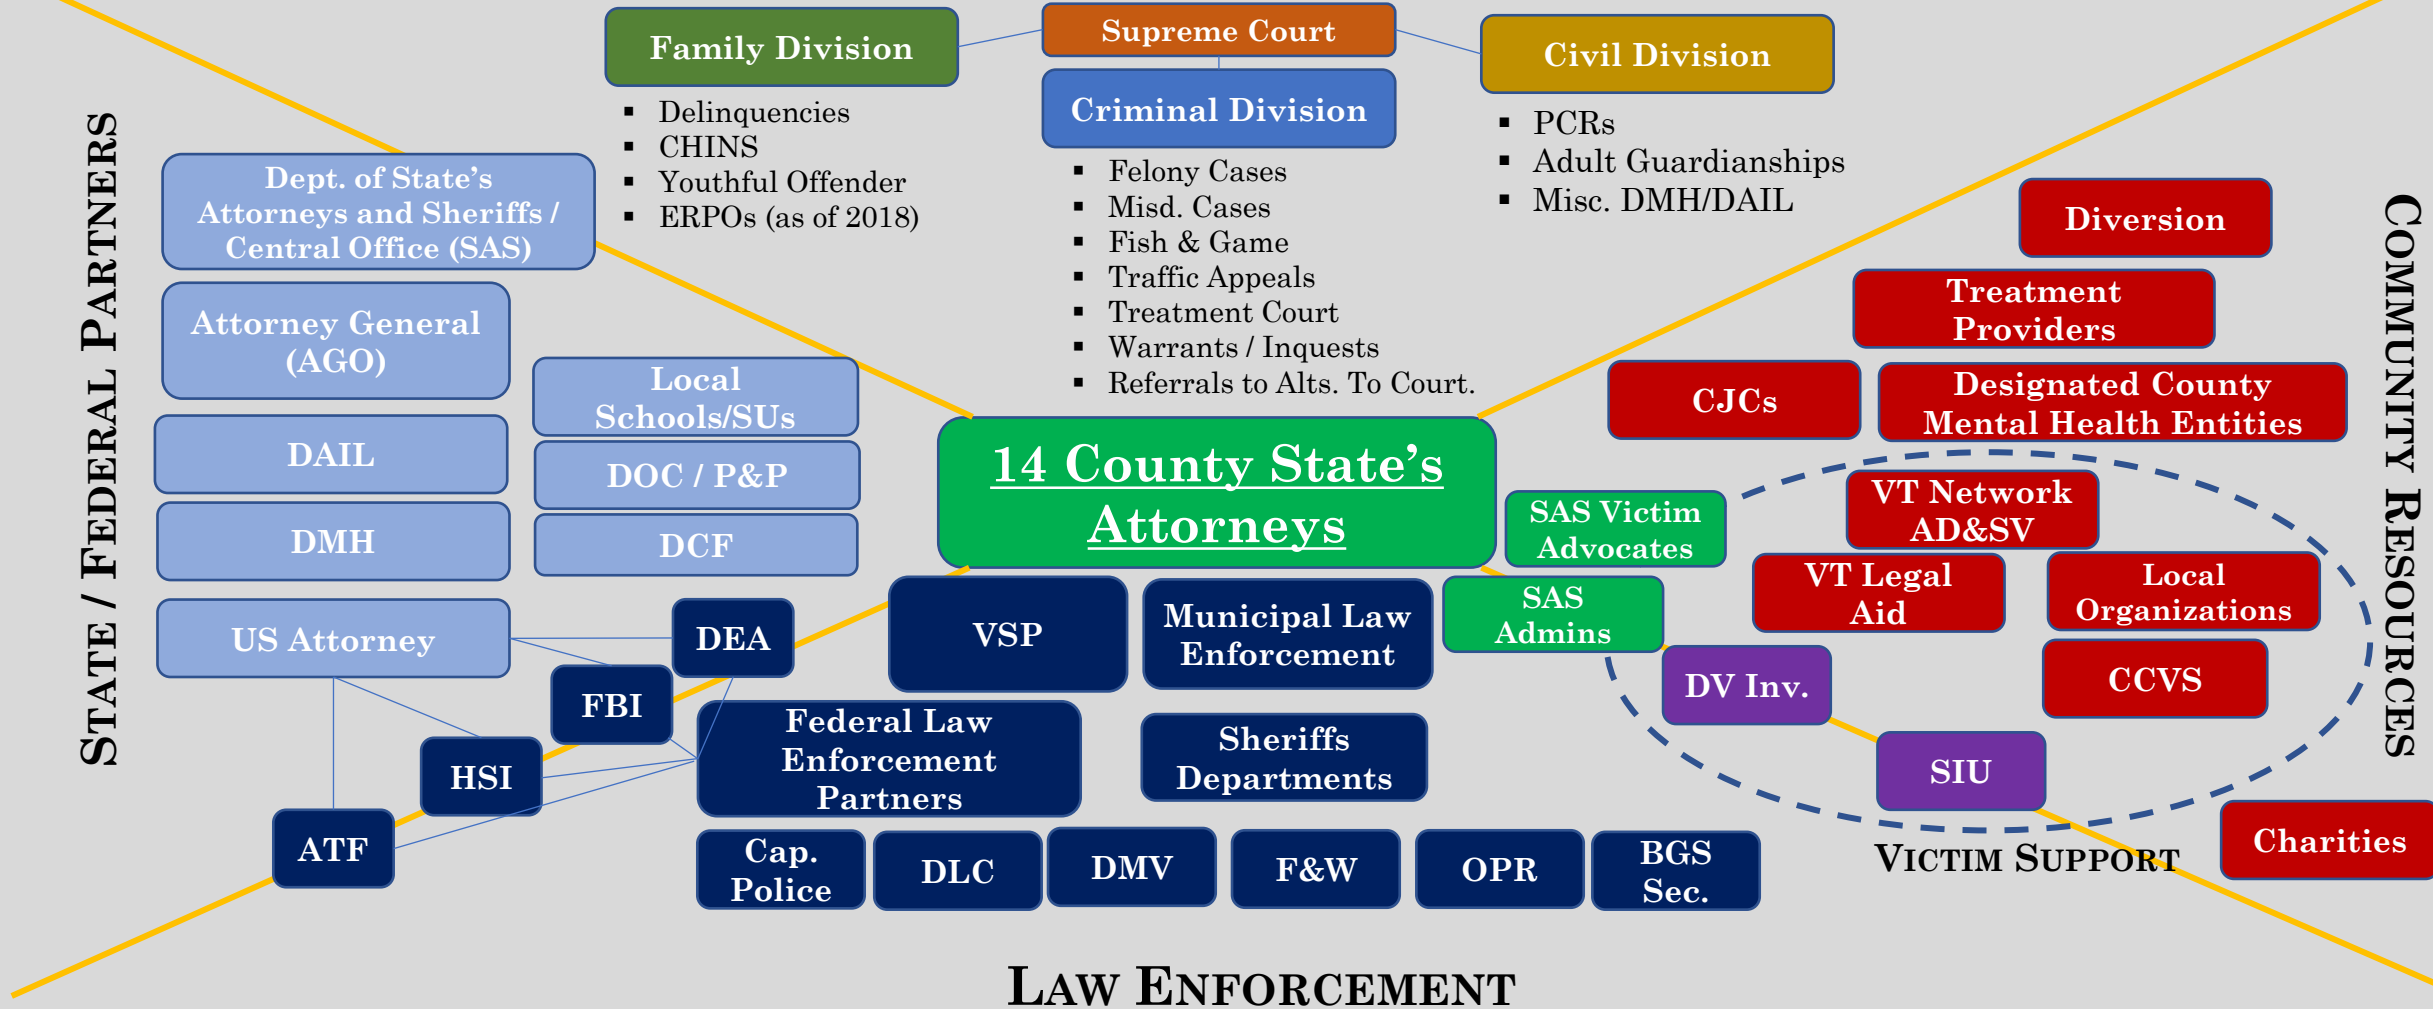 Family Division
Supreme Court
Civil Division
Criminal Division
▪ Delinquencies
▪ CHINS
▪ Youthful Offender
▪ ERPOs (as of 2018)
▪ Felony Cases
▪ Misd. Cases
▪ Fish & Game
▪ Traffic Appeals
▪ Treatment Court
▪ Warrants / Inquests
▪ Referrals to Alts. To Court.
▪ PCRs
▪ Adult Guardianships
▪ Misc. DMH/DAIL
STATE / FEDERAL PARTNERS
Dept. of State’s
Attorneys and Sheriffs /
Central Office (SAS)
Attorney General
(AGO)
Local
Schools/SUs
DAIL
DOC / P&P
DMH
DCF
US Attorney
DEA
FBI
HSI
ATF
14 County State’s
Attorneys
SAS Victim
Advocates
SAS
Admins
COMMUNITY RESOURCES
Diversion
Treatment
Providers
CJCs
Designated County
Mental Health Entities
VT Network
AD&SV
VT Legal
Aid
Local
Organizations
CCVS
DV Inv.
SIU
VICTIM SUPPORT
Charities
VSP
Municipal Law
Enforcement
Federal Law
Enforcement
Partners
Sheriffs
Departments
Cap.
Police
DLC
DMV
F&W
OPR
BGS
Sec.
LAW ENFORCEMENT